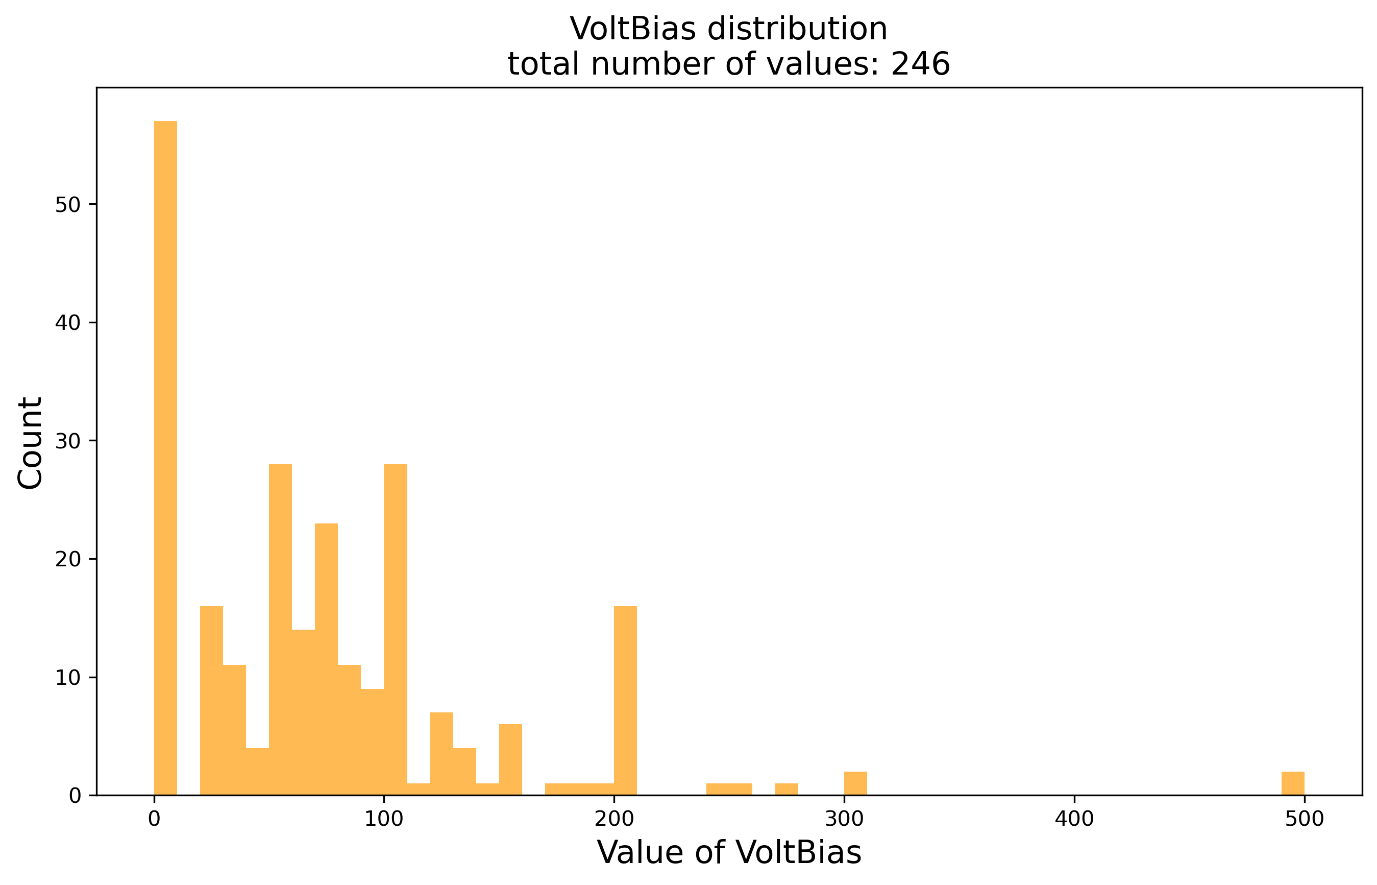 VoltBias distribution
total number of values: 246
Count
50
40
30
20
10
0
0 100 200 300 400 500
Value of VoltBias